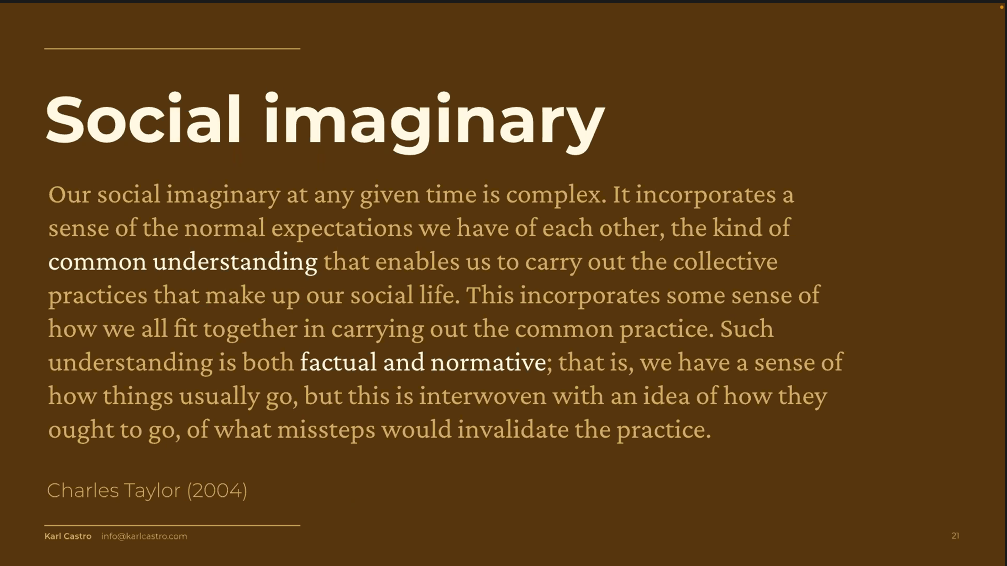 Social imaginary
Our social imaginary at any given time is complex. It incorporates a
sense of the normal expectations we have of each other, the kind of
common understanding that enables us to carry out the collective
practices that make up our social life. This incorporates some sense of
how we all fit together in carrying out the common practice. Such
understanding is both factual and normative; that is, we have a sense of
how things usually go, but this is interwoven with an idea of how they
ought to go, of what missteps would invalidate the practice.
Charles Taylor (2004)
Karl Castro info@karlcastro.com 21